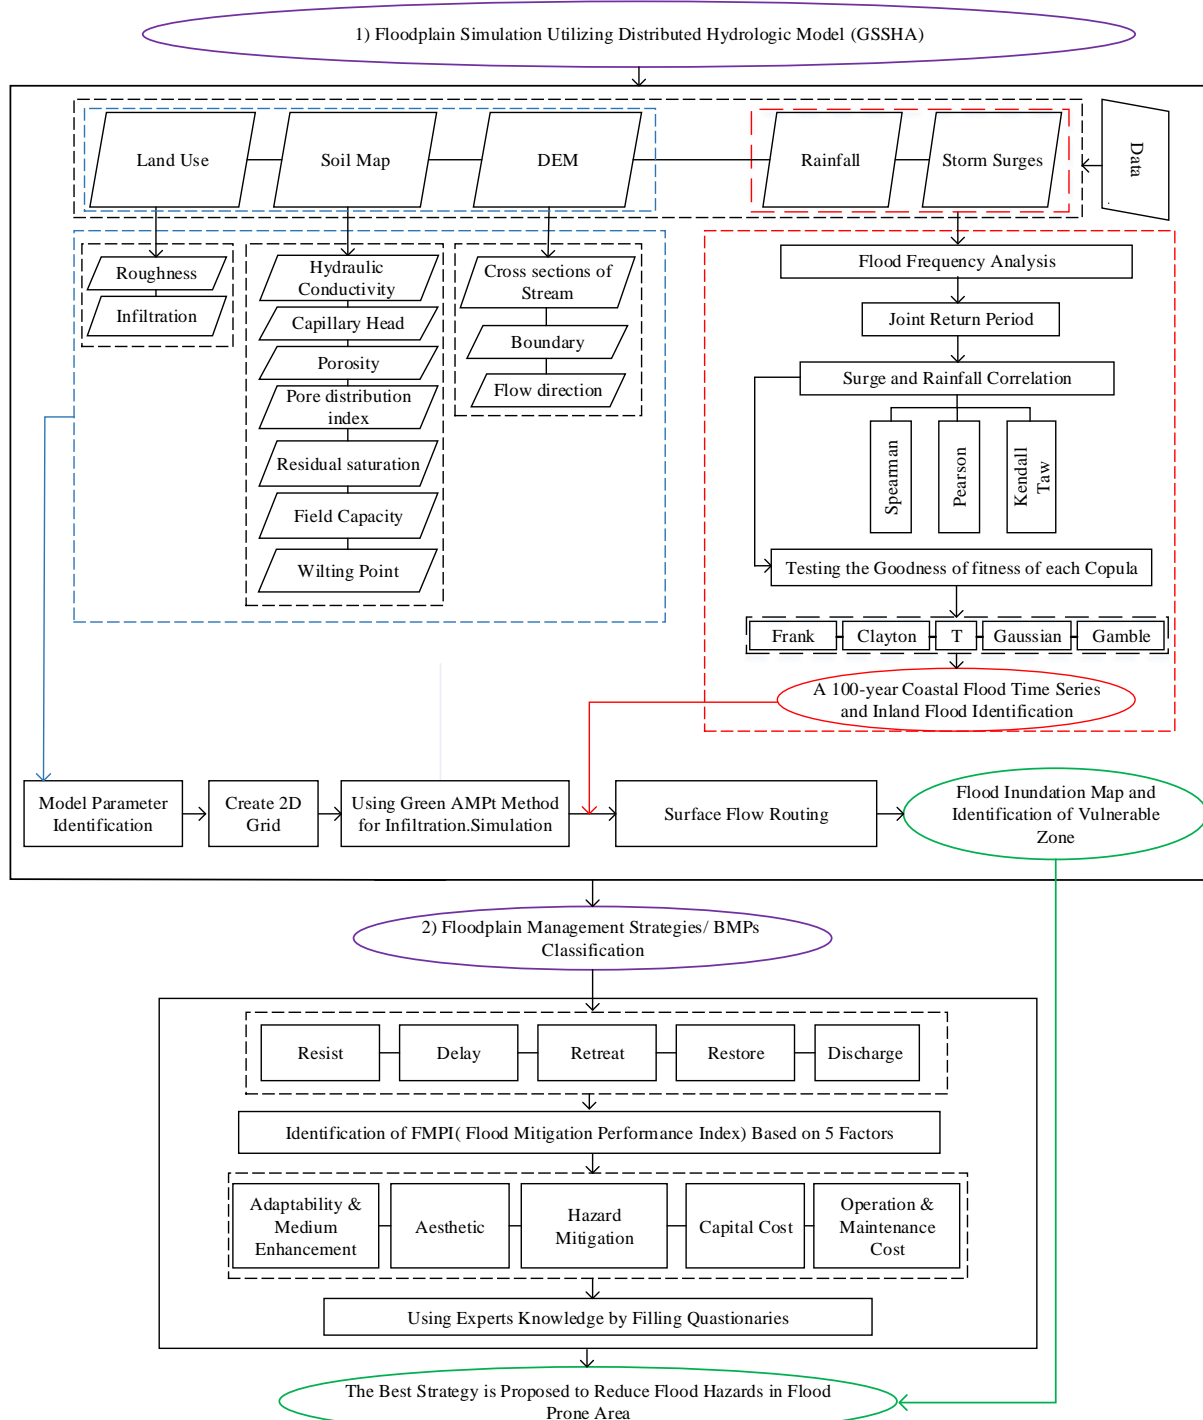 1) Floodplain Simulation Utilizing Distributed Hydrologic Model (GSSHA)
Land Use
Soil Map
DEM
Rainfall
Storm Surges
Data
Roughness
Infiltration
Hydraulic
Conductivity
Capillary Head
Porosity
Pore distribution
index
Residual saturation
Field Capacity
Wilting Point
Cross sections of
Stream
Boundary
Flow direction
Flood Frequency Analysis
Joint Return Period
Surge and Rainfall Correlation
Spearman
Pearson
Kendall
Taw
Testing the Goodness of fitness of each Copula
Frank
Clayton
T
Gaussian
Gamble
A 100-year Coastal Flood Time Series
and Inland Flood Identification
Model Parameter
Identification
Create 2D
Grid
Using Green AMPt Method
for Infiltration.Simulation
Surface Flow Routing
Flood Inundation Map and
Identification of Vulnerable
Zone
2) Floodplain Management Strategies/ BMPs
Classification
Resist
Delay
Retreat
Restore
Discharge
Identification of FMPI( Flood Mitigation Performance Index) Based on 5 Factors
Adaptability &
Medium
Enhancement
Aesthetic
Hazard
Mitigation
Capital Cost
Operation &
Maintenance
Cost
Using Experts Knowledge by Filling Quastionaries
The Best Strategy is Proposed to Reduce Flood Hazards in Flood
Prone Area